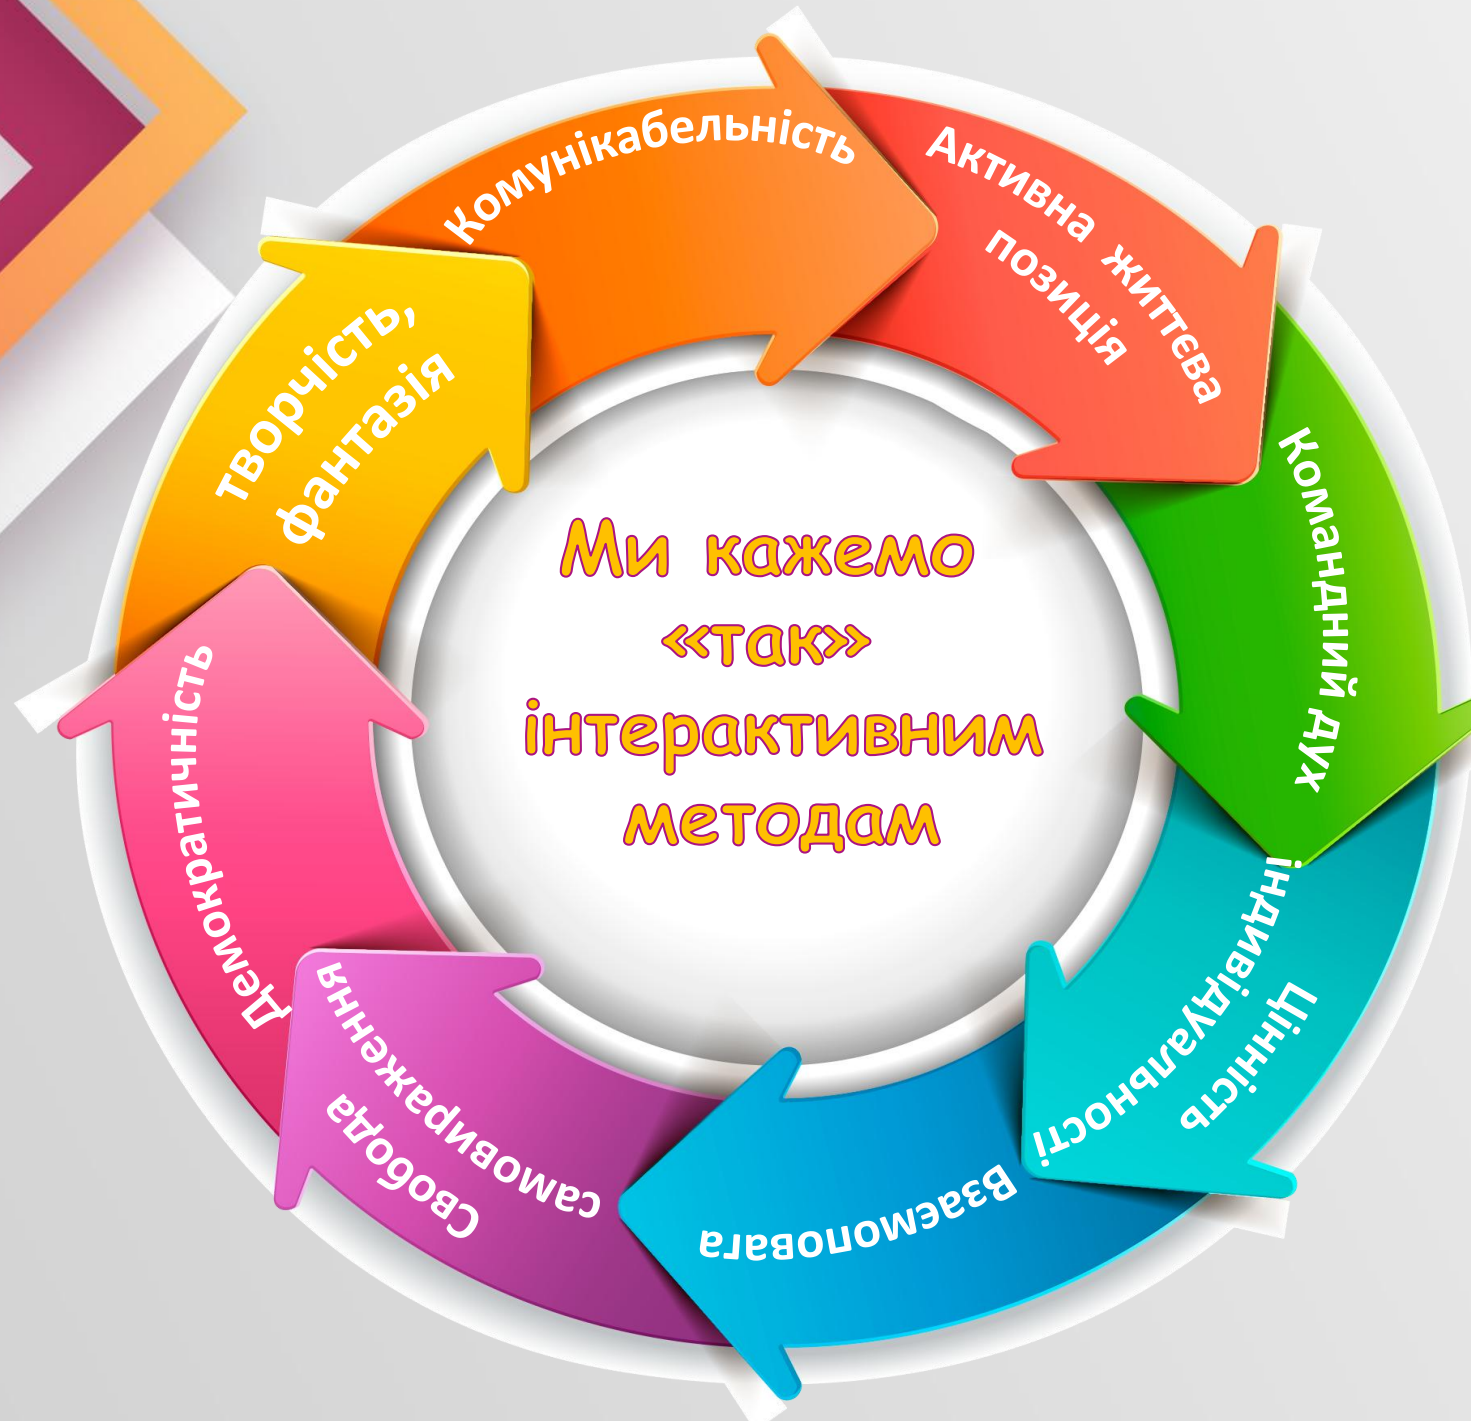 Комунікабельність
Активна життєва
позиція
Командний дух
Цінність
індивідуальності
Взаємоповага
Свобода
самовираження
Демократичність
творчість,
фантазія
Ми кажемо
«так»
інтерактивним
методам